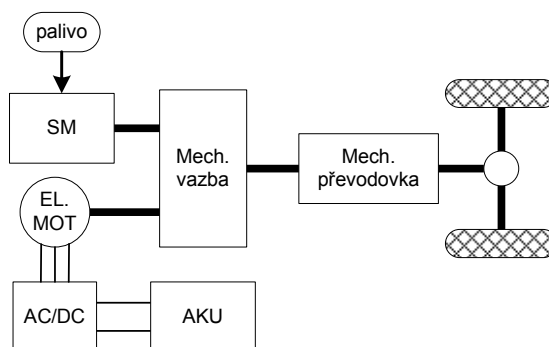 palivo
SM
Mech.
vazba
Mech.
převodovka
EL.
MOT
AC/DC
AKU